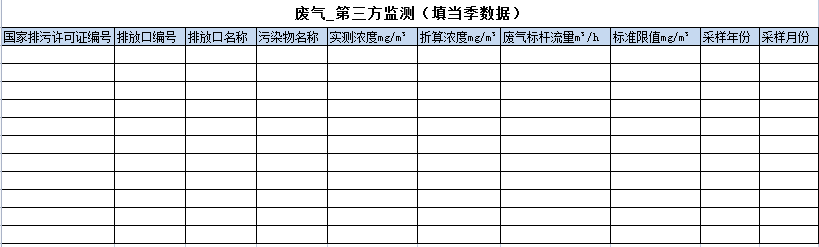 废气_第三方监测（填当季数据）
国家排污许可证编号 排放口编号 排放口名称 污染物名称 实测浓度mg/m³ 折算浓度mg/m³ 废气标杆流量m³/h 标准限值mg/m³ 采样年份 采样月份